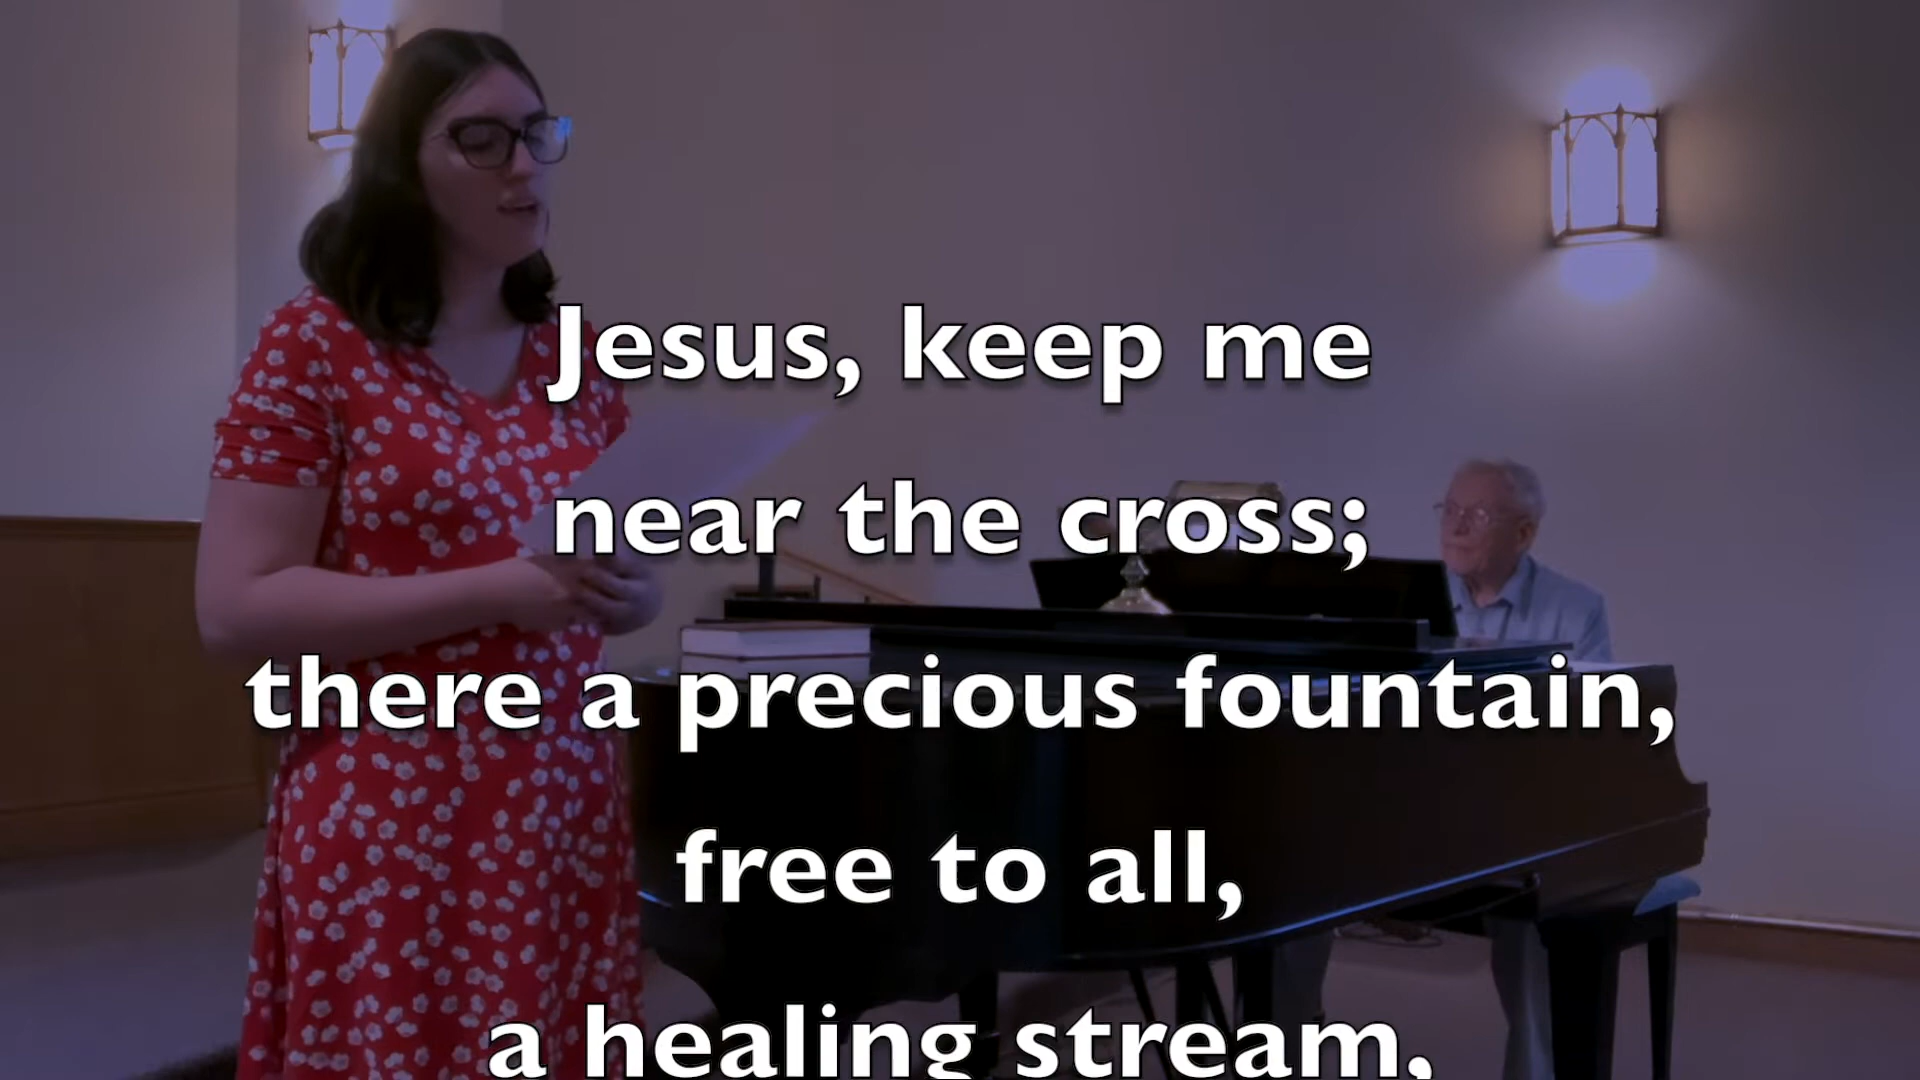 Jesus, keep me
near the cross;
there a precious fountain,
free to all,
a healing stream,